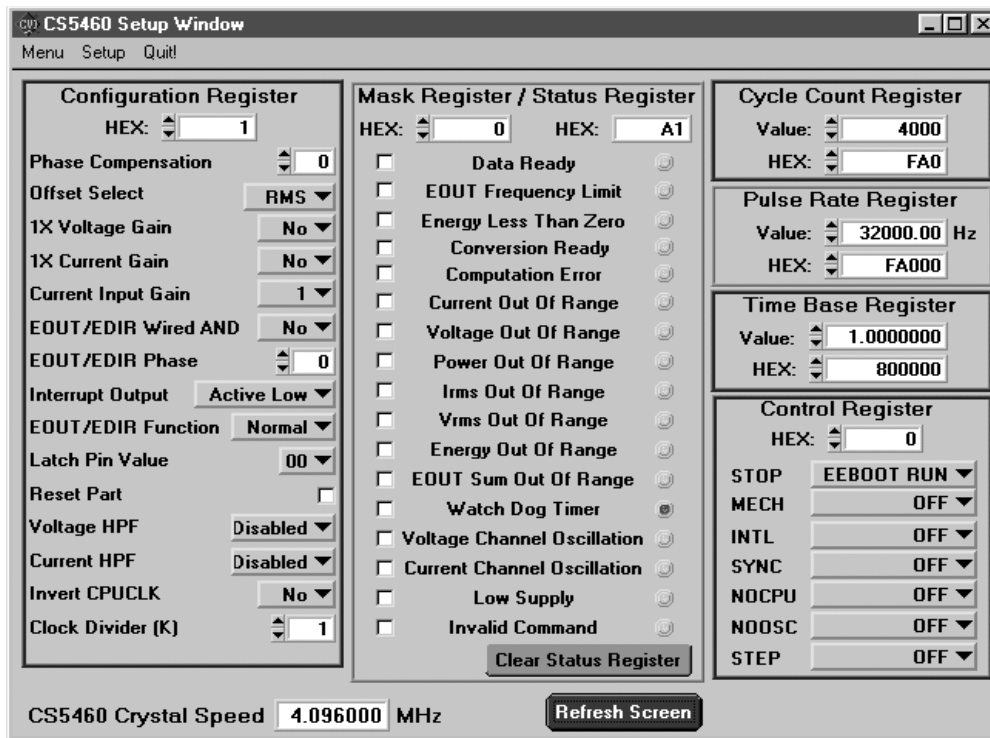 CS5460 Setup Window
Menu Setup Quit!
Configuration Register
HEX: 1
Phase Compensation 0
Offset Select RMS
1X Voltage Gain No
1X Current Gain No
Current Input Gain 1
EOUT/EDIR Wired AND No
EOUT/EDIR Phase 0
Interrupt Output Active Low
EOUT/EDIR Function Normal
Latch Pin Value 00
Reset Part
Voltage HPF Disabled
Current HPF Disabled
Invert CPUCLK No
Clock Divider (K) 1
Mask Register / Status Register
HEX: 0 HEX: A1
Data Ready
EOUT Frequency Limit
Energy Less Than Zero
Conversion Ready
Computation Error
Current Out Of Range
Voltage Out Of Range
Power Out Of Range
Irms Out Of Range
Vrms Out Of Range
Energy Out Of Range
EOUT Sum Out Of Range
Watch Dog Timer
Voltage Channel Oscillation
Current Channel Oscillation
Low Supply
Invalid Command
Clear Status Register
Cycle Count Register
Value: 4000
HEX: FA0
Pulse Rate Register
Value: 32000.00 Hz
HEX: FA000
Time Base Register
Value: 1.0000000
HEX: 800000
Control Register
HEX: 0
STOP EEBOOT RUN
MECH OFF
INTL OFF
SYNC OFF
NOCPU OFF
NOOSC OFF
STEP OFF
CS5460 Crystal Speed 4.096000 MHz
Refresh Screen